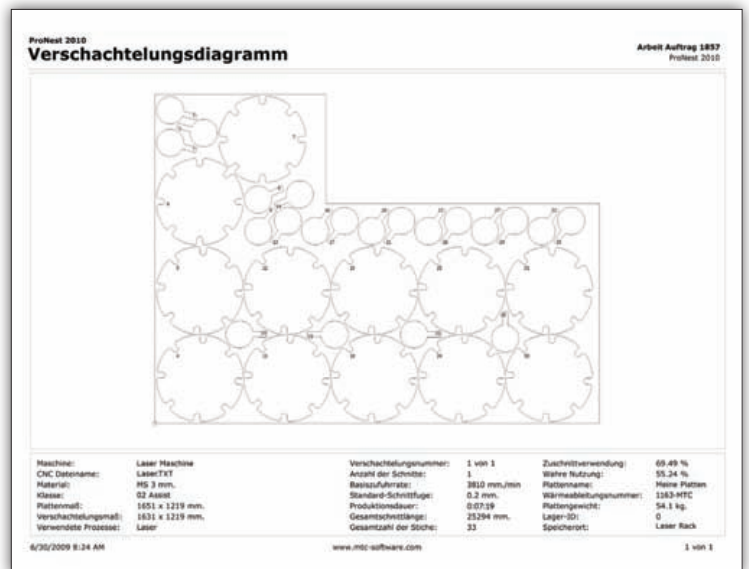 ProNest 2010
Verschachtelungsdiagramm
Arbeit Auftrag 1857
ProNest 2010
Maschine: Laser Maschine
CNC Dateiname: Laser.TXT
Material: MS 3 mm.
Klasse: O2 Assist
Plattenmaß: 1651 x 1219 mm.
Verschachtelungsmaß: 1631 x 1219 mm.
Verwendete Prozesse: Laser
Verschachtelungsnummer: 1 von 1
Anzahl der Schnitte: 1
Basiszufuhrrate: 3810 mm./min
Standard-Schnittfuge: 0.2 mm.
Produktionsdauer: 0:07:19
Gesamtschnittlänge: 25294 mm.
Gesamtzahl der Stiche: 33
Zuschnittverwendung: 69.49 %
Wahre Nutzung: 55.24 %
Plattenname: Meine Platten
Wärmeableitungsnummer: 1163-MTC
Plattengewicht: 54.1 kg.
Lager-ID: 0
Speicherort: Laser Rack
6/30/2009 8:24 AM
www.mtc-software.com
1 von 1